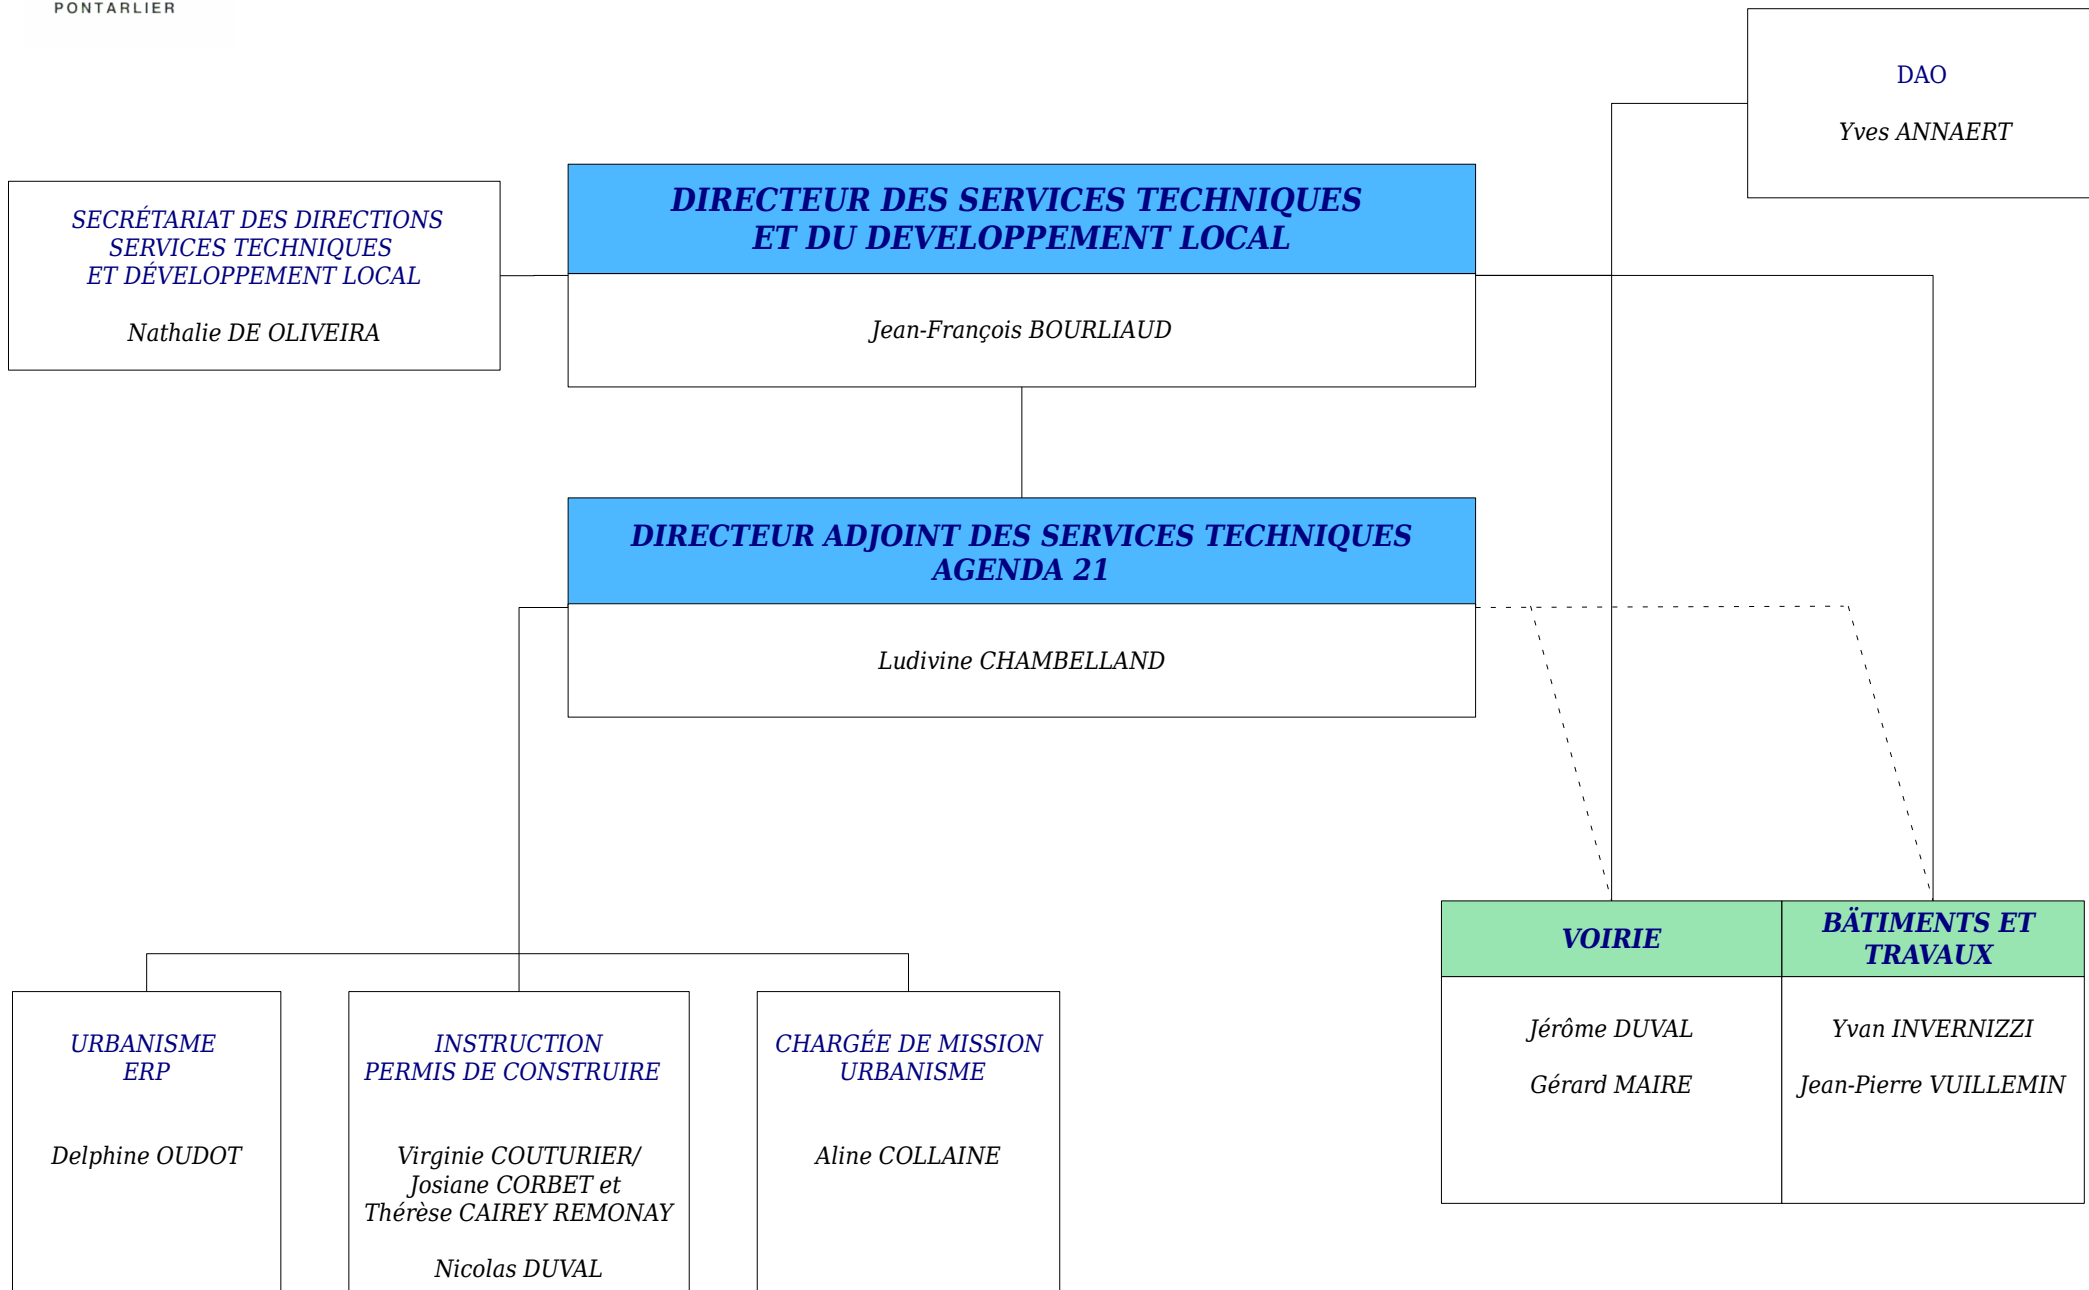 PONTARLIER
DAO
Yves ANNAERT
SECRÉTARIAT DES DIRECTIONS
SERVICES TECHNIQUES
ET DÉVELOPPEMENT LOCAL
Nathalie DE OLIVEIRA
DIRECTEUR DES SERVICES TECHNIQUES
ET DU DEVELOPPEMENT LOCAL
Jean-François BOURLIAUD
DIRECTEUR ADJOINT DES SERVICES TECHNIQUES
AGENDA 21
Ludivine CHAMBELLAND
URBANISME
ERP
Delphine OUDOT
INSTRUCTION
PERMIS DE CONSTRUIRE
Virginie COUTURIER/
Josiane CORBET et
Thérèse CAIREY REMONAY
Nicolas DUVAL
CHARGÉE DE MISSION
URBANISME
Aline COLLAINE
VOIRIE
Jérôme DUVAL
Gérard MAIRE
BÄTIMENTS ET
TRAVAUX
Yvan INVERNIZZI
Jean-Pierre VUILLEMIN